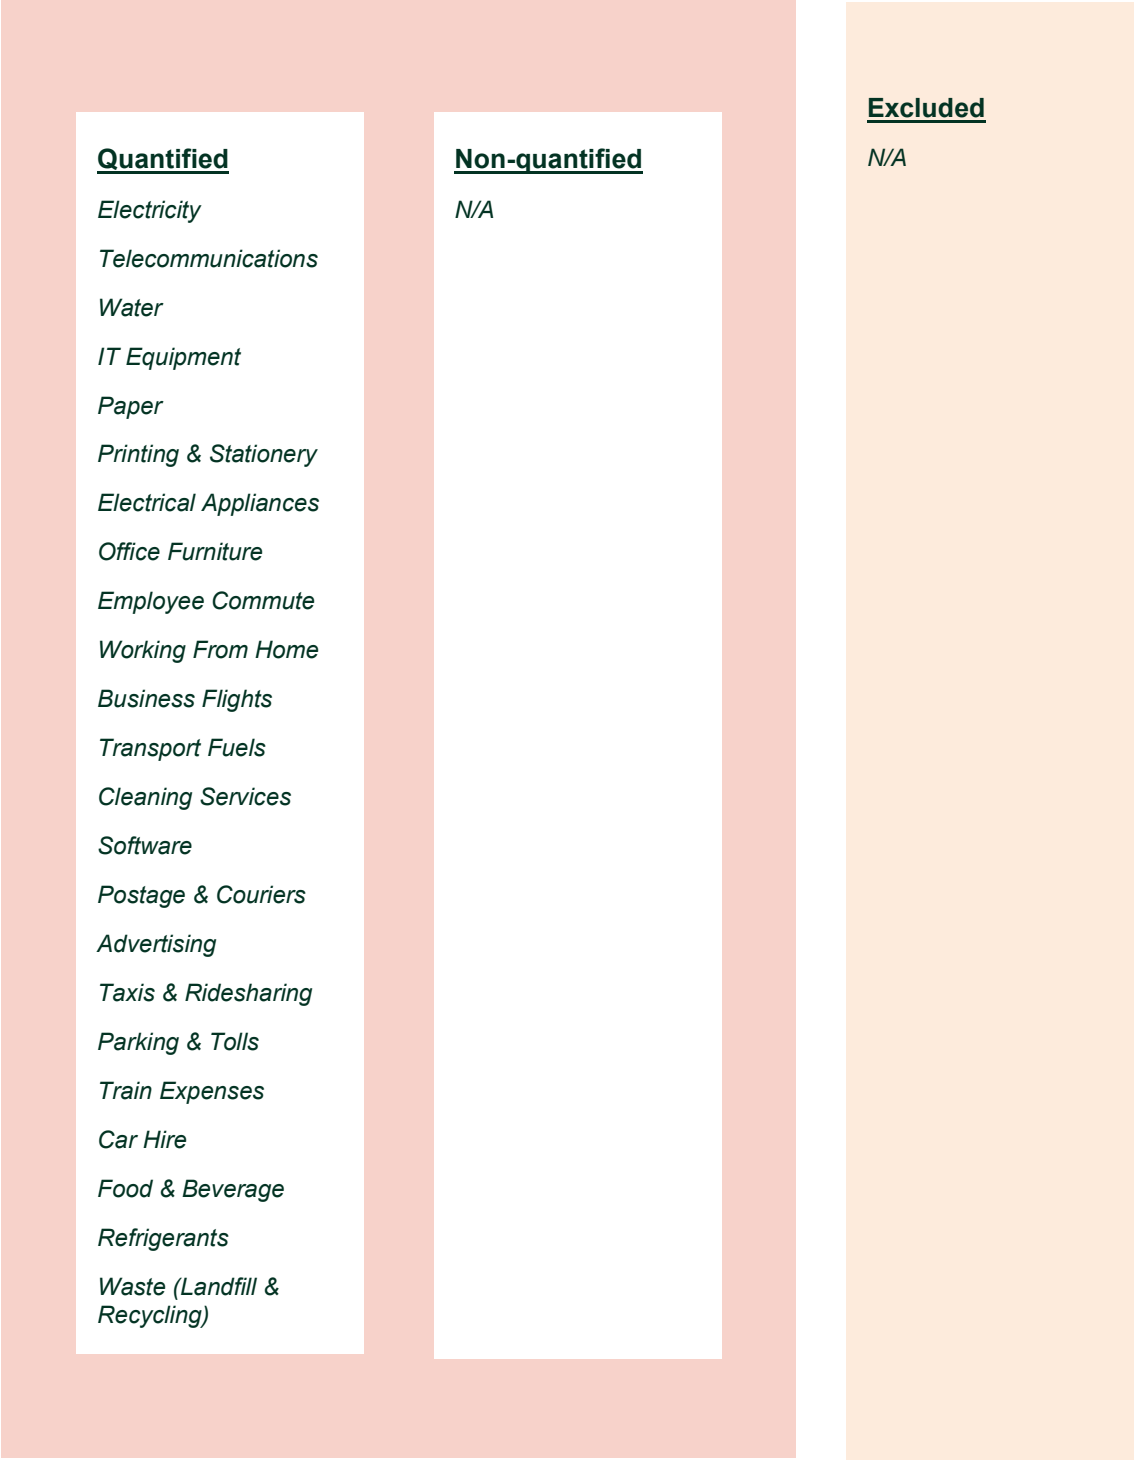 Quantified
Electricity
Telecommunications
Water
IT Equipment
Paper
Printing & Stationery
Electrical Appliances
Office Furniture
Employee Commute
Working From Home
Business Flights
Transport Fuels
Cleaning Services
Software
Postage & Couriers
Advertising
Taxis & Ridesharing
Parking & Tolls
Train Expenses
Car Hire
Food & Beverage
Refrigerants
Waste (Landfill &
Recycling)
Non-quantified
N/A
Excluded
N/A